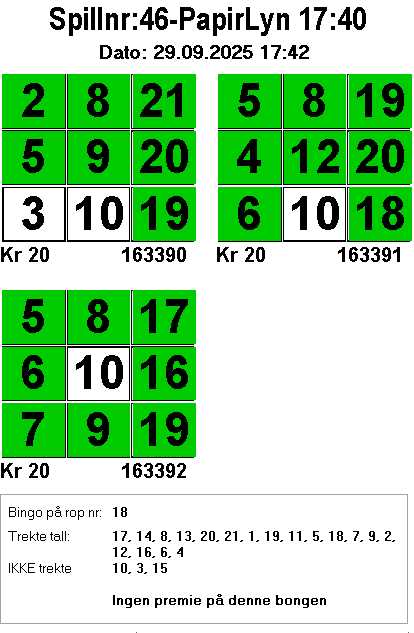 Spillnr:46-PapirLyn 17:40
Dato: 29.09.2025 17:42
2 8 21
5 9 20
3 10 19
Kr 20 163390
5 8 19
4 12 20
6 10 18
Kr 20 163391
5 8 17
6 10 16
7 9 19
Kr 20 163392
Bingo på rop nr: 18
Trekte tall: 17, 14, 8, 13, 20, 21, 1, 19, 11, 5, 18, 7, 9, 2,
12, 16, 6, 4
IKKE trekte 10, 3, 15
Ingen premie på denne bongen